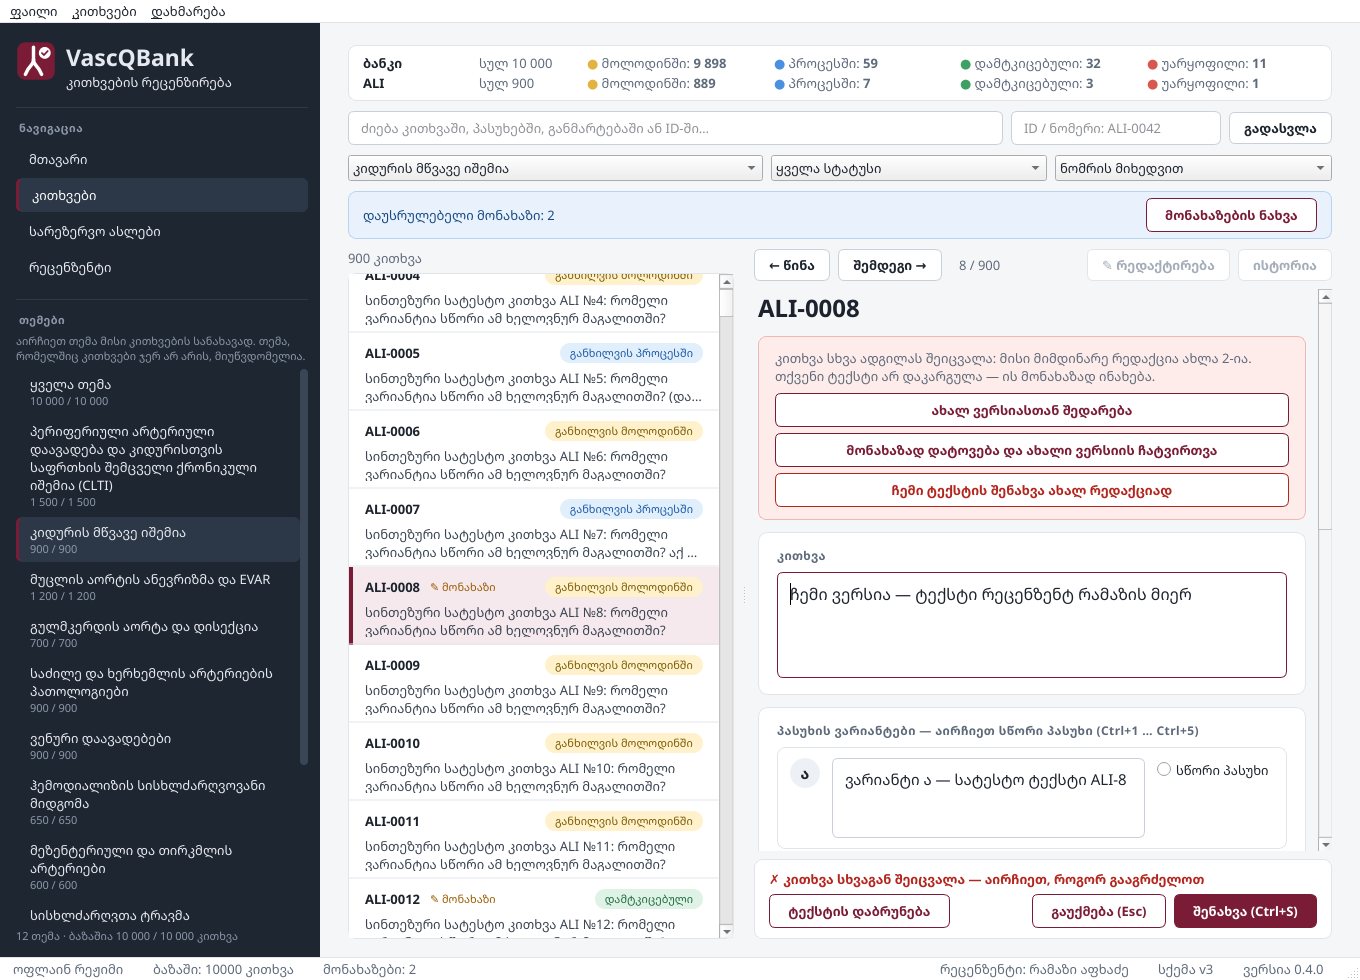 ფაილი კითხვები დახმარება
VascQBank
კითხვების რეცენზირება
ნავიგაცია
მთავარი
კითხვები
სარეზერვო ასლები
რეცენზენტი
თემები
აირჩიეთ თემა მისი კითხვების სანახავად. თემა,
რომელშიც კითხვები ჯერ არ არის, მიუწვდომელია.
ყველა თემა
10 000 / 10 000
პერიფერიული არტერიული
დაავადება და კიდურისთვის
საფრთხის შემცველი ქრონიკული
იშემია (CLTI)
1 500 / 1 500
კიდურის მწვავე იშემია
900 / 900
მუცლის აორტის ანევრიზმა და EVAR
1 200 / 1 200
გულმკერდის აორტა და დისექცია
700 / 700
საძილე და ხერხემლის არტერიების
პათოლოგიები
900 / 900
ვენური დაავადებები
900 / 900
ჰემოდიალიზის სისხლძარღვოვანი
მიდგომა
650 / 650
მეზენტერიული და თირკმლის
არტერიები
600 / 600
სისხლძარღვთა ტრავმა
12 თემა · ბაზაშია 10 000 / 10 000 კითხვა
ბანკი სულ 10 000 მოლოდინში: 9 898 პროცესში: 59 დამტკიცებული: 32 უარყოფილი: 11
ALI სულ 900 მოლოდინში: 889 პროცესში: 7 დამტკიცებული: 3 უარყოფილი: 1
ძიება კითხვაში, პასუხებში, განმარტებაში ან ID-ში... ID / ნომერი: ALI-0042 გადასვლა
კიდურის მწვავე იშემია ყველა სტატუსი ნომრის მიხედვით
დაუსრულებელი მონახაზი: 2 მონახაზების ნახვა
900 კითხვა
ALI-0004 განხილვის მოლოდინში
სინთეზური სატესტო კითხვა ALI №4: რომელი
ვარიანტია სწორი ამ ხელოვნურ მაგალითში?
ALI-0005 განხილვის პროცესში
სინთეზური სატესტო კითხვა ALI №5: რომელი
ვარიანტია სწორი ამ ხელოვნურ მაგალითში? (და...
ALI-0006 განხილვის მოლოდინში
სინთეზური სატესტო კითხვა ALI №6: რომელი
ვარიანტია სწორი ამ ხელოვნურ მაგალითში?
ALI-0007 განხილვის პროცესში
სინთეზური სატესტო კითხვა ALI №7: რომელი
ვარიანტია სწორი ამ ხელოვნურ მაგალითში? აქ ...
ALI-0008 ✎ მონახაზი განხილვის მოლოდინში
სინთეზური სატესტო კითხვა ALI №8: რომელი
ვარიანტია სწორი ამ ხელოვნურ მაგალითში?
ALI-0009 განხილვის მოლოდინში
სინთეზური სატესტო კითხვა ALI №9: რომელი
ვარიანტია სწორი ამ ხელოვნურ მაგალითში?
ALI-0010 განხილვის მოლოდინში
სინთეზური სატესტო კითხვა ALI №10: რომელი
ვარიანტია სწორი ამ ხელოვნურ მაგალითში?
ALI-0011 განხილვის მოლოდინში
სინთეზური სატესტო კითხვა ALI №11: რომელი
ვარიანტია სწორი ამ ხელოვნურ მაგალითში?
ALI-0012 ✎ მონახაზი დამტკიცებული
სინთეზური სატესტო კითხვა ALI №12: რომელი
ვარიანტია სწორი ამ ხელოვნურ მაგალითში?
← წინა შემდეგი → 8 / 900 ✎ რედაქტირება ისტორია
ALI-0008
კითხვა სხვა ადგილას შეიცვალა: მისი მიმდინარე რედაქცია ახლა 2-ია.
თქვენი ტექსტი არ დაკარგულა — ის მონახაზად ინახება.
ახალ ვერსიასთან შედარება
მონახაზად დატოვება და ახალი ვერსიის ჩატვირთვა
ჩემი ტექსტის შენახვა ახალ რედაქციად
კითხვა
ჩემი ვერსია — ტექსტი რეცენზენტ რამაზის მიერ
პასუხის ვარიანტები — აირჩიეთ სწორი პასუხი (Ctrl+1 ... Ctrl+5)
ა ვარიანტი ა — სატესტო ტექსტი ALI-8 სწორი პასუხი
✗ კითხვა სხვაგან შეიცვალა — აირჩიეთ, როგორ გააგრძელოთ
ტექსტის დაბრუნება გაუქმება (Esc) შენახვა (Ctrl+S)
ოფლაინ რეჟიმი ბაზაში: 10000 კითხვა მონახაზები: 2 რეცენზენტი: რამაზი აფხაძე სქემა v3 ვერსია 0.4.0